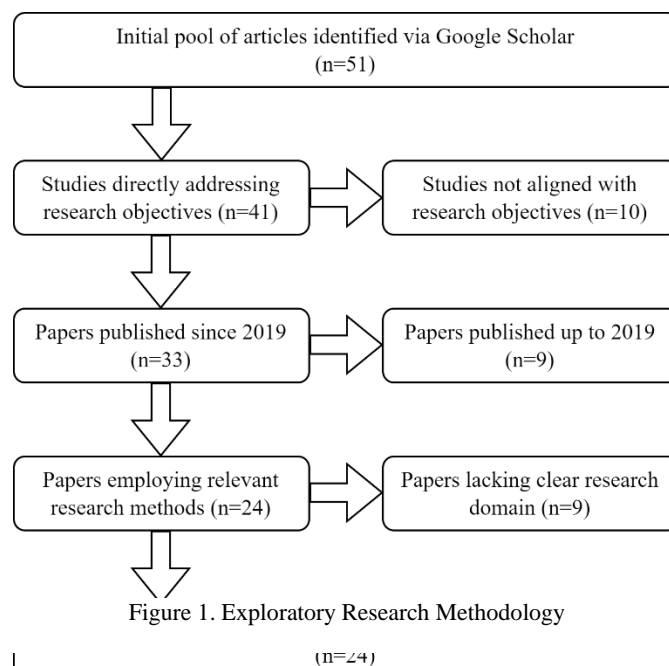 Initial pool of articles identified via Google Scholar
(n=51)
Studies directly addressing
research objectives (n=41)
Studies not aligned with
research objectives (n=10)
Papers published since 2019
(n=33)
Papers published up to 2019
(n=9)
Papers employing relevant
research methods (n=24)
Papers lacking clear research
domain (n=9)
Figure 1. Exploratory Research Methodology
(n=24)